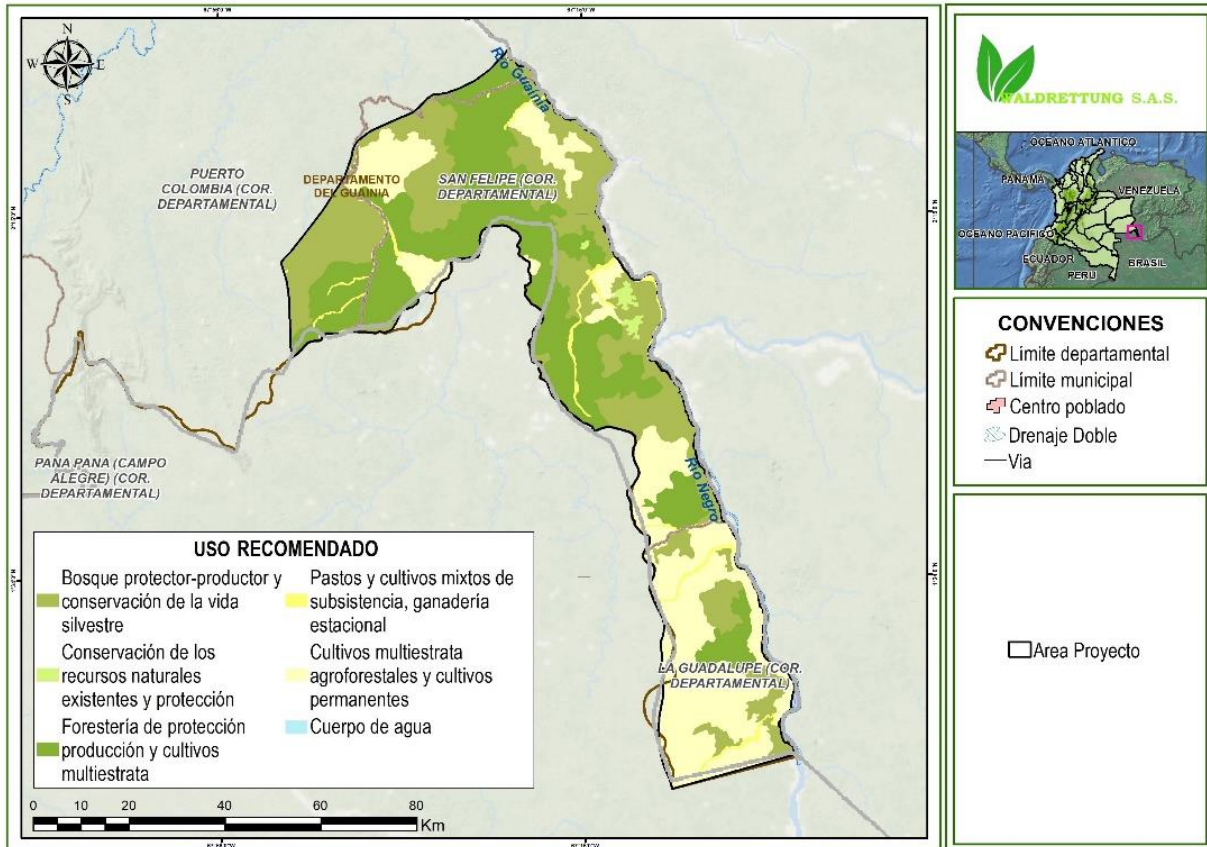 N
W E
S
Río Guainía
PUERTO
COLOMBIA (COR.
DEPARTAMENTAL)
DEPARTAMENTO
DEL GUAINIA
SAN FELIPE (COR.
DEPARTAMENTAL)
PANA PANA (CAMPO
ALEGRE) (COR.
DEPARTAMENTAL)
Río Negro
LA GUADALUPE (COR.
DEPARTAMENTAL)
USO RECOMENDADO
Bosque protector-productor y
conservación de la vida
silvestre
Conservación de los
recursos naturales
existentes y protección
Forestería de protección
producción y cultivos
multiestrata
Pastos y cultivos mixtos de
subsistencia, ganadería
estacional
Cultivos multiestrata
agroforestales y cultivos
permanentes
Cuerpo de agua
0 10 20 40 60 80
Km
WALDRETTUNG S.A.S.
OCEANO ATLANTICO
PANAMA
VENEZUELA
OCEANO PACIFICO
ECUADOR
PERU
BRASIL
CONVENCIONES
Límite departamental
Límite municipal
Centro poblado
Drenaje Doble
Via
Area Proyecto